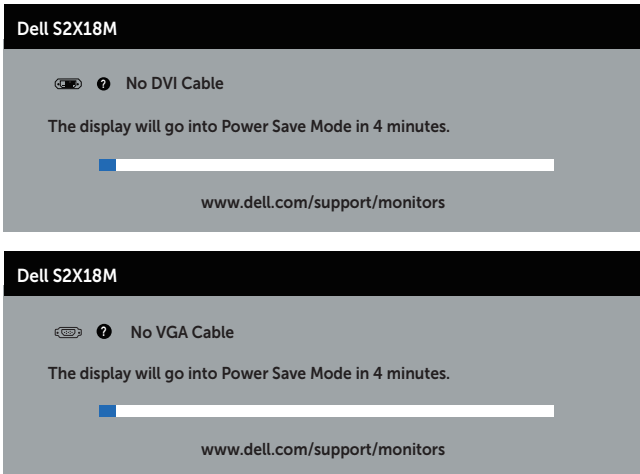 Dell S2X18M
? No DVI Cable
The display will go into Power Save Mode in 4 minutes.
www.dell.com/support/monitors
Dell S2X18M
? No VGA Cable
The display will go into Power Save Mode in 4 minutes.
www.dell.com/support/monitors